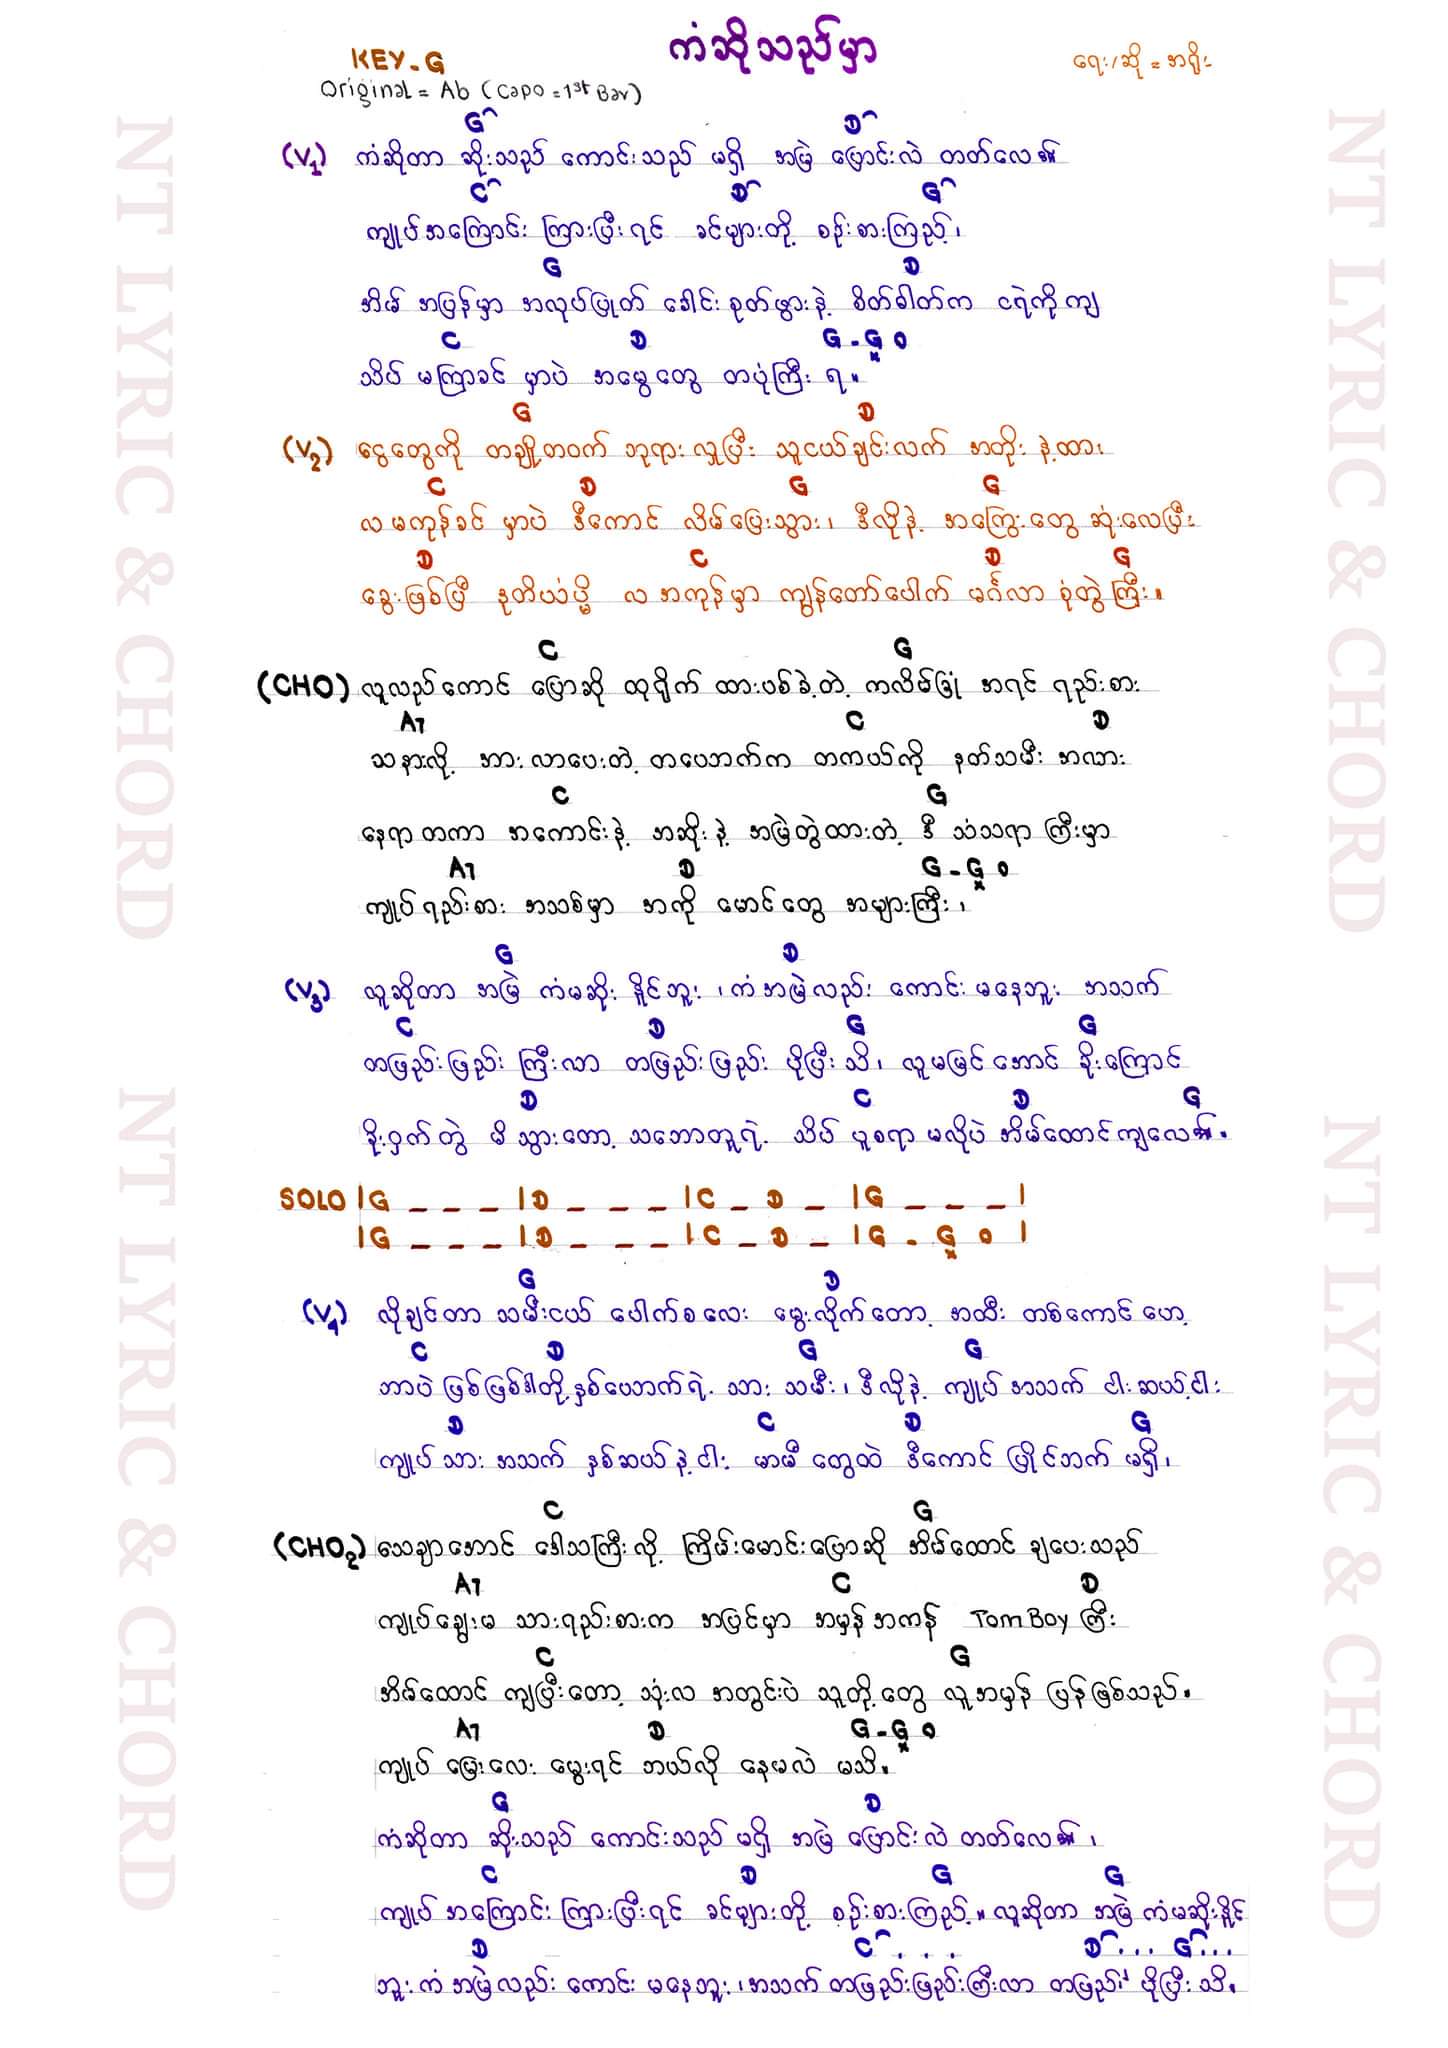 ကံဆိုသည်မှာ
KEY - G
ရေး/ဆို = အရိုး
Original = Ab (Capo = 1st Bar)
G D
(V1) ကံဆိုတာ ဆိုးသည် ကောင်းသည် မရှိ အမြဲ ပြောင်းလဲ တတ်လေ၏
C D G
ကျုပ်အကြောင်း ကြားပြီးရင် ခင်များတို့ စဉ်းစားကြည့်၊
G D
အိမ် အပြန်မှာ အလုပ်ပြုတ် ခေါင်းစုတ်ဖွားနဲ့ စိတ်ဓါတ်က ငရဲကိုကျ
C D G - G 0
သိပ် မကြာခင် မှာပဲ အမွေတွေ တပုံကြီး ရ။
G D
(V2) ငွေတွေကို တချို့တဝက် ဘုရားလှူပြီး သူငယ်ချင်းလက် အတိုး နဲ့ထား
C D G G
လမကုန်ခင် မှာပဲ ဒီကောင် လိမ်ပြေးသွား၊ ဒီလိုနဲ့ အကြွေးတွေ ဆုံးလေပြီး
D C D G
ခွေးဖြစ်ပြီ ဒုတိယံပ္မိ လအကုန်မှာ ကျွန်တော်ပေါက် မင်္ဂလာ စုံတွဲကြီး။
C G
(CHO) လူလည်ကောင် ပြောဆို ထုရိုက် ထားပစ်ခဲ့တဲ့ ကလိမ်ခြုံ အရင် ရည်းစား
A7 C D
သနားလို့ အားလာပေးတဲ့ တပေဘက်က တကယ်ကို နတ်သမီး အလား
C G
နေရာတကာ အကောင်းနဲ့ အဆိုးနဲ့ အမြဲတွဲထားတဲ့ ဒီ သံသရာကြီးမှာ
A7 D G - G 0
ကျုပ်ရည်းစား အသစ်မှာ အကို မောင်တွေ အများကြီး၊
G D
(V3) လူဆိုတာ အမြဲ ကံမဆိုး နိူင်ဘူး ၊ကံအမြဲလည်း ကောင်းမနေဘူး အသက်
C D G G
တဖြည်းဖြည်း ကြီးလာ တဖြည်းဖြည်း ပိုပြီးသိ၊ လူမမြင်အောင် ခိုးကြောင်
D C D G
ခိုးဝှက်တွဲ မိသွားတော့ သဘောတူရဲ့ သိပ် ပူစရာ မလိုပဲ အိမ်ထောင်ကျလေ၏။
SOLO |G _ _ _ |D _ _ _ |C _ D _ |G _ _ _ |
|G _ _ _ |D _ _ _ |C _ D _ |G - G 0 |
G D
(V4) လိုချင်တာ သမီးငယ် ပေါက်စလေး မွေးလိုက်တော့ အထီး တစ်ကောင် ဟေ့
C D G G
ဘာပဲ ဖြစ်ဖြစ်ဒါတို့ နှစ်ယောက်ရဲ့ သား သမီး၊ ဒီလိုနဲ့ ကျုပ် အသက် ငါးဆယ့်ငါး
D C D G
ကျုပ်သား အသက် နှစ်ဆယ်နဲ့ငါး မာမီတွေထဲ ဒီကောင် ပြိုင်ဘက် မရှိ၊
C G
(CHO2) သေချာအောင် ဒေါသကြီးလို့ ကြိမ်းမောင်းပြောဆို အိမ်ထောင် ချပေးသည်
A7 C D
ကျုပ်ချွေးမ သားရည်းစားက အပြင်မှာ အမှန်အကန် Tom Boy ကြီး
C G
အိမ်ထောင် ကျပြီးတော့ သုံးလ အတွင်းပဲ သူတို့တွေ လူအမှန် ပြန်ဖြစ်သည်။
A7 D G - G 0
ကျုပ် မြေးလေး မွေးရင် ဘယ်လို နေမလဲ မသိ။
G D
ကံဆိုတာ ဆိုးသည် ကောင်းသည် မရှိ အမြဲ ပြောင်းလဲ တတ်လေ၏ ၊
C D G G
ကျုပ် အကြောင်း ကြားပြီးရင် ခင်များတို့ စဉ်းစားကြည့်။ လူဆိုတာ အမြဲ ကံမဆိုးနိူင်
D C . . . D . . . G . . .
ဘူး ကံ အမြဲလည်း ကောင်းမနေဘူး ၊အသက် တဖြည်းဖြည်းကြီးလာ တဖြည်း" ပိုပြီးသိ။
NT LYRIC & CHORD
NT LYRIC & CHORD
NT LYRIC & CHORD
NT LYRIC & CHORD